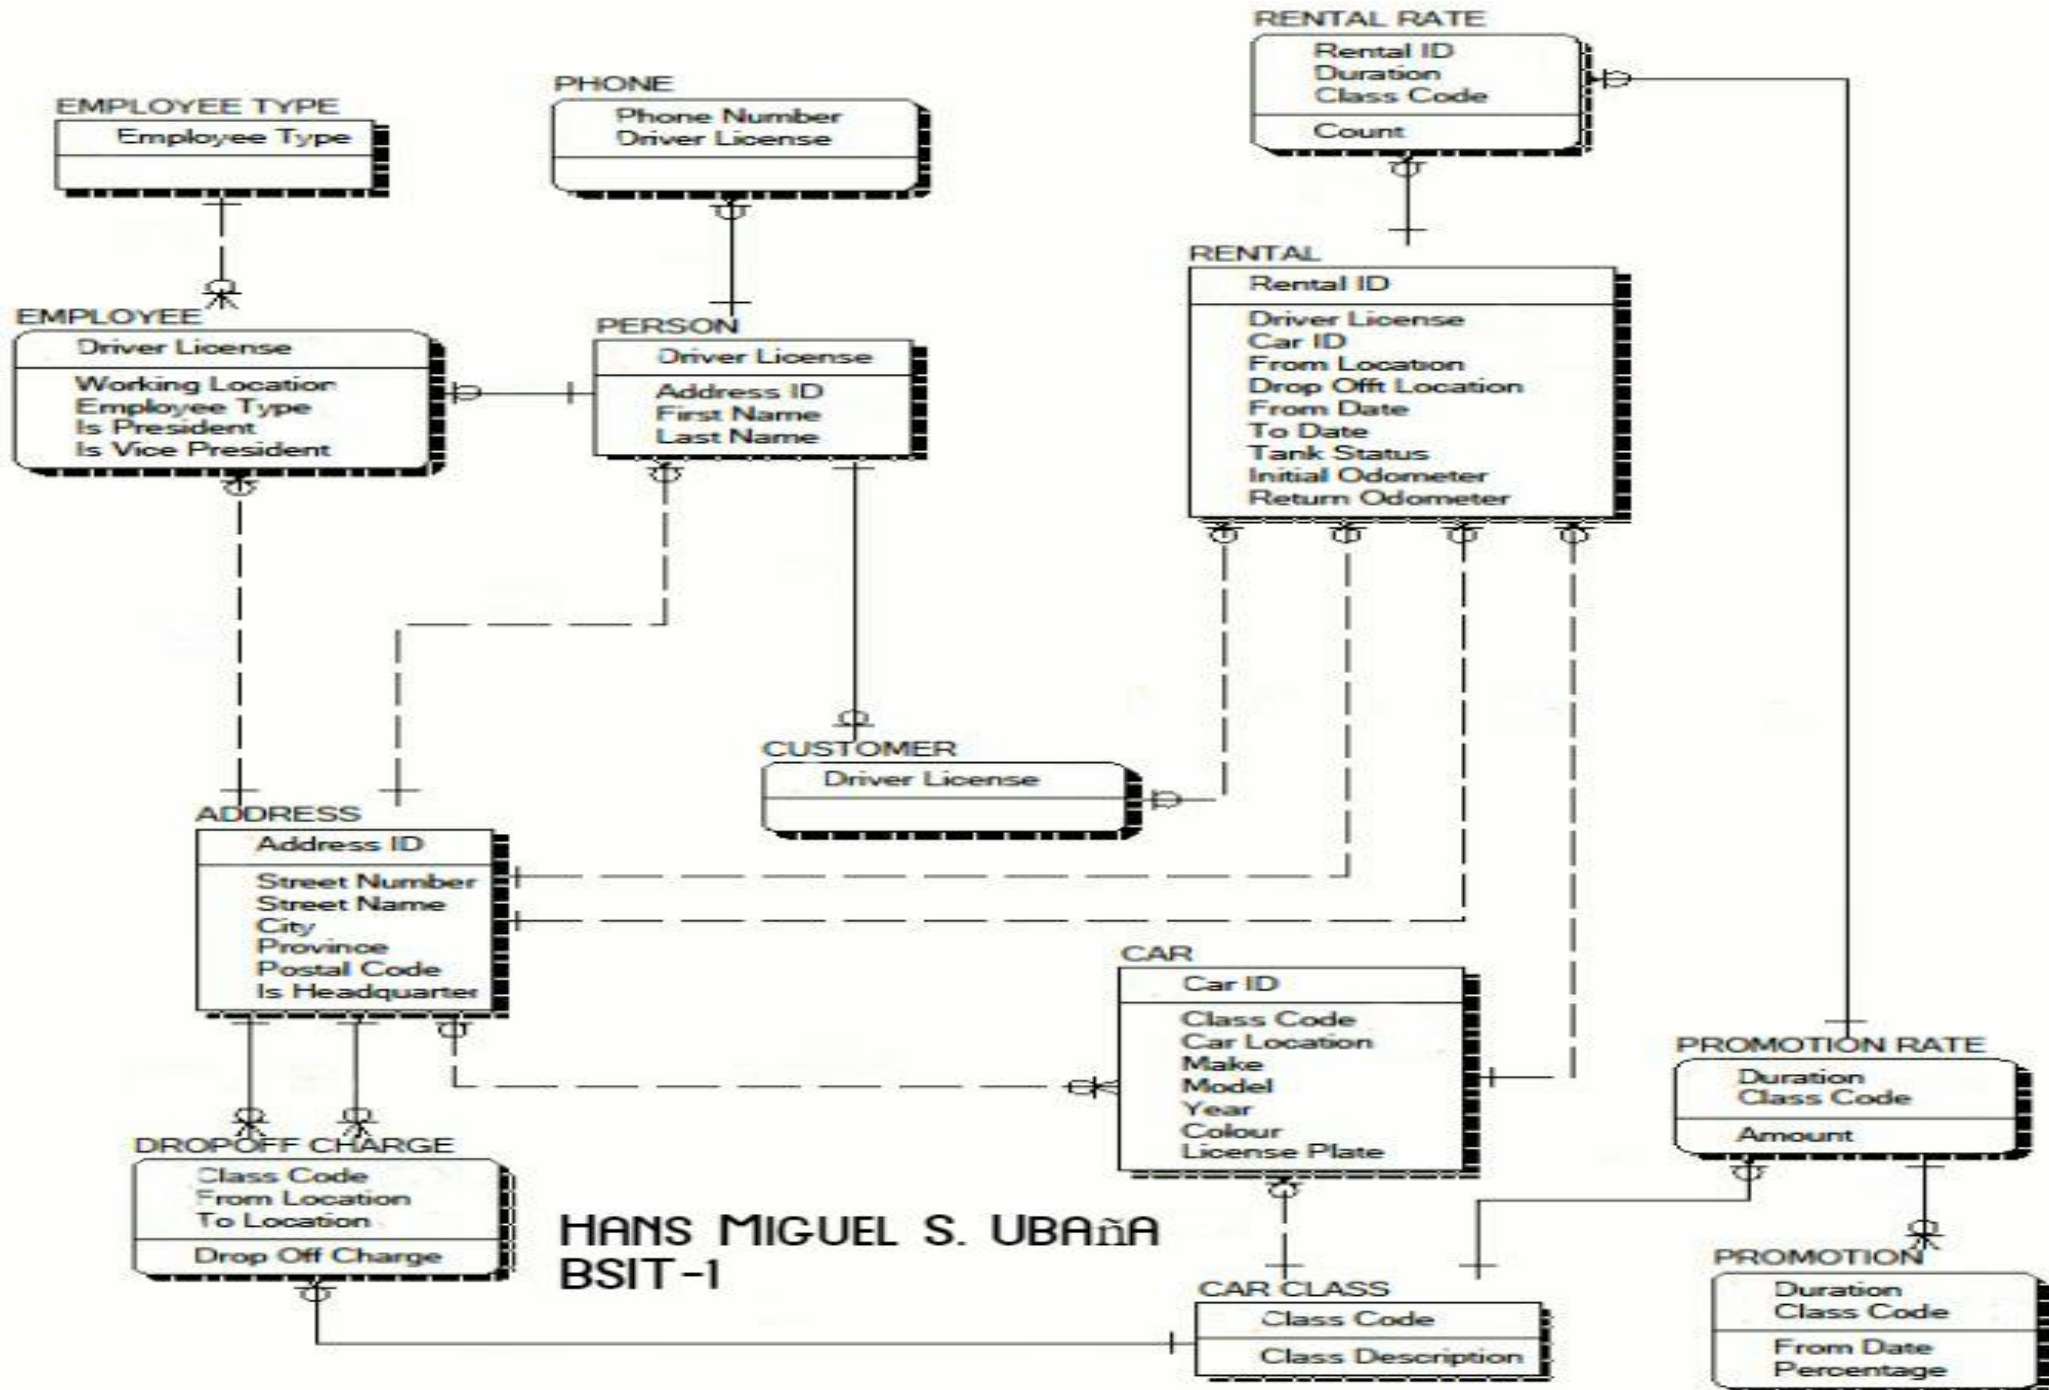 RENTAL RATE
Rental ID
Duration
Class Code
Count
PHONE
Phone Number
Driver License
EMPLOYEE TYPE
Employee Type
RENTAL
Rental ID
Driver License
Car ID
From Location
Drop Offt Location
From Date
To Date
Tank Status
Initial Odometer
Return Odometer
EMPLOYEE
Driver License
Working Location
Employee Type
Is President
Is Vice President
PERSON
Driver License
Address ID
First Name
Last Name
CUSTOMER
Driver License
ADDRESS
Address ID
Street Number
Street Name
City
Province
Postal Code
Is Headquarter
CAR
Car ID
Class Code
Car Location
Make
Model
Year
Colour
License Plate
PROMOTION RATE
Duration
Class Code
Amount
DROPOFF CHARGE
Class Code
From Location
To Location
Drop Off Charge
HANS MIGUEL S. UBAñA
BSIT-1
CAR CLASS
Class Code
Class Description
PROMOTION
Duration
Class Code
From Date
Percentage